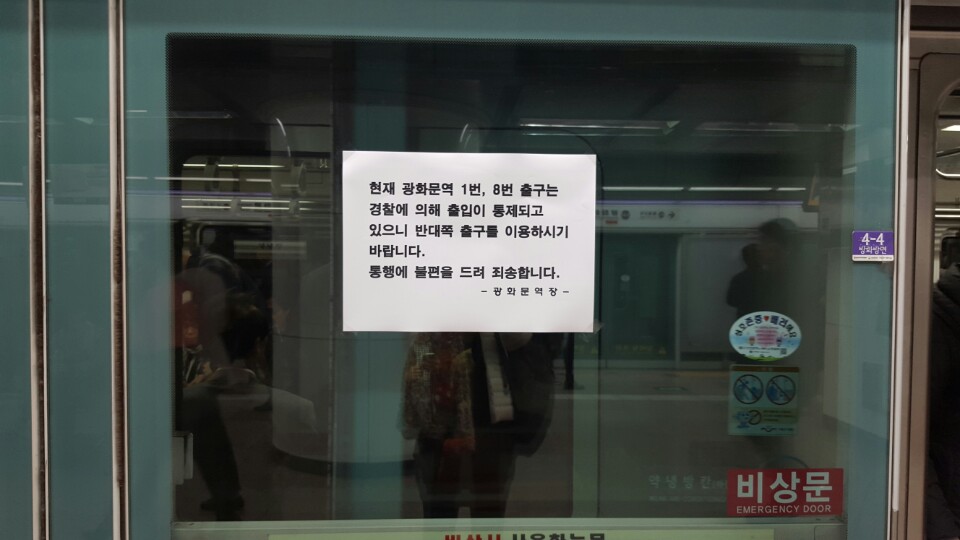 현재 광화문역 1번, 8번 출구는
경찰에 의해 출입이 통제되고
있으니 반대쪽 출구를 이용하시기
바랍니다.
통행에 불편을 드려 죄송합니다.
- 광화문역장 -
4-4
비상문
EMERGENCY DOOR